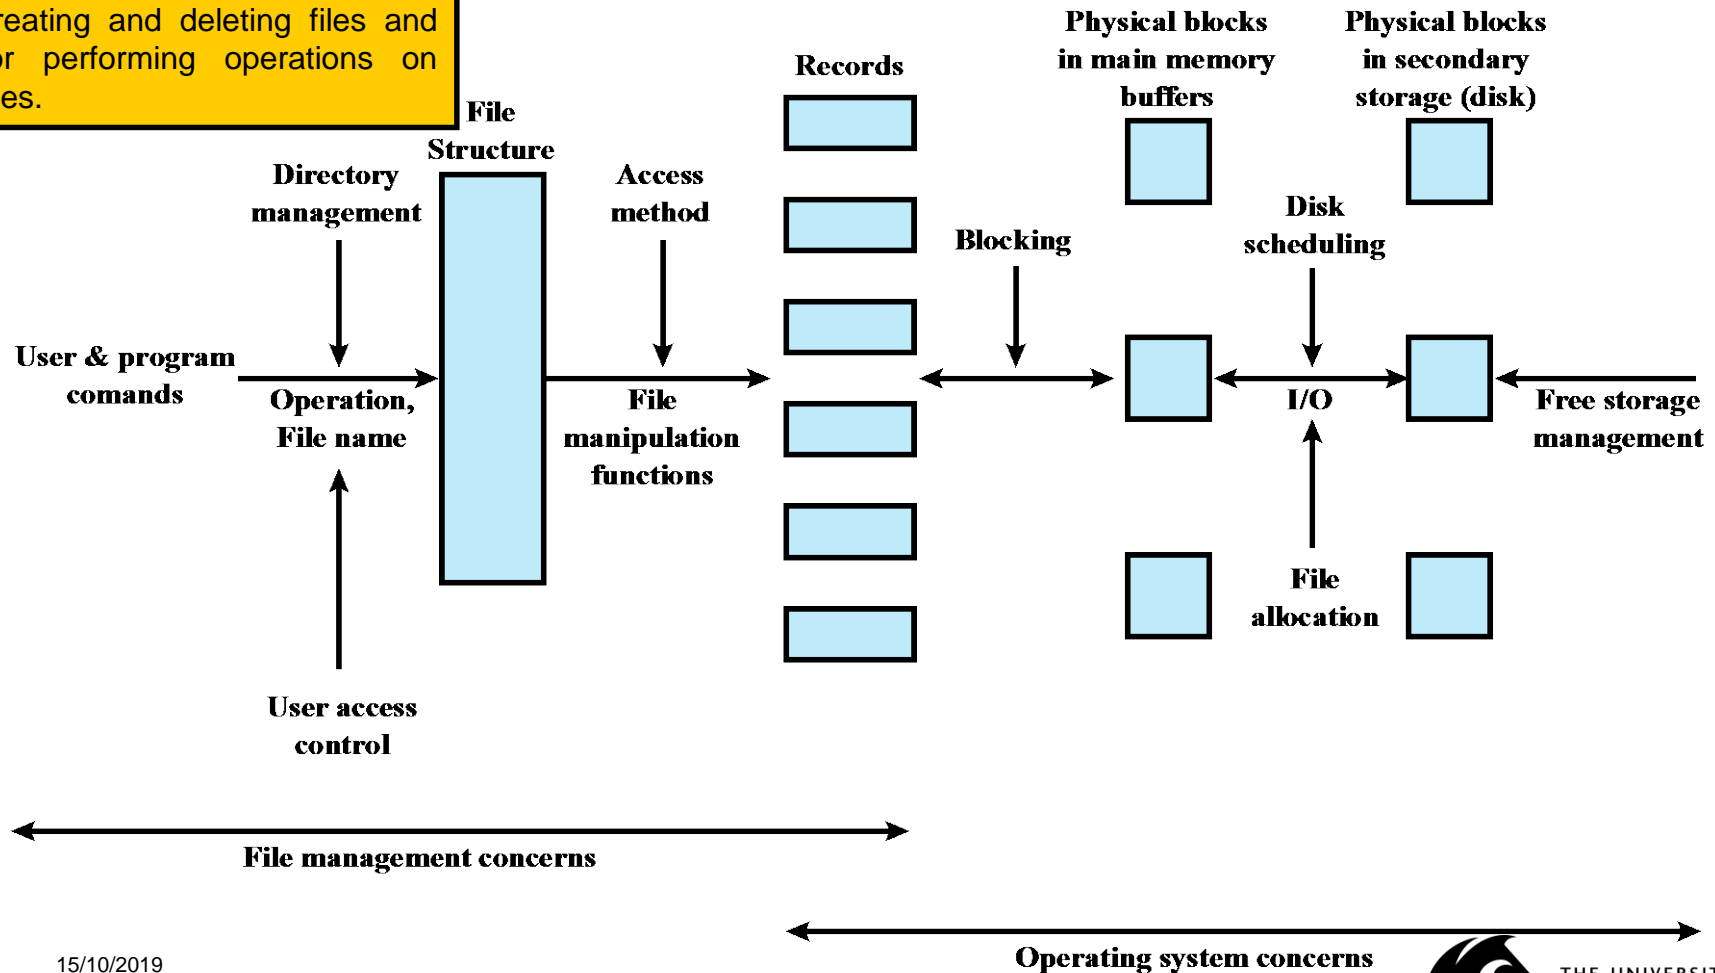 reating and deleting files and
or performing operations on
es.
File
Structure
Directory
management
Access
method
Records
Physical blocks
in main memory
buffers
Physical blocks
in secondary
storage (disk)
Blocking
Disk
scheduling
User & program
comands
Operation,
File name
File
manipulation
functions
I/O
Free storage
management
File
allocation
User access
control
File management concerns
Operating system concerns
15/10/2019
THE UNIVERSIT